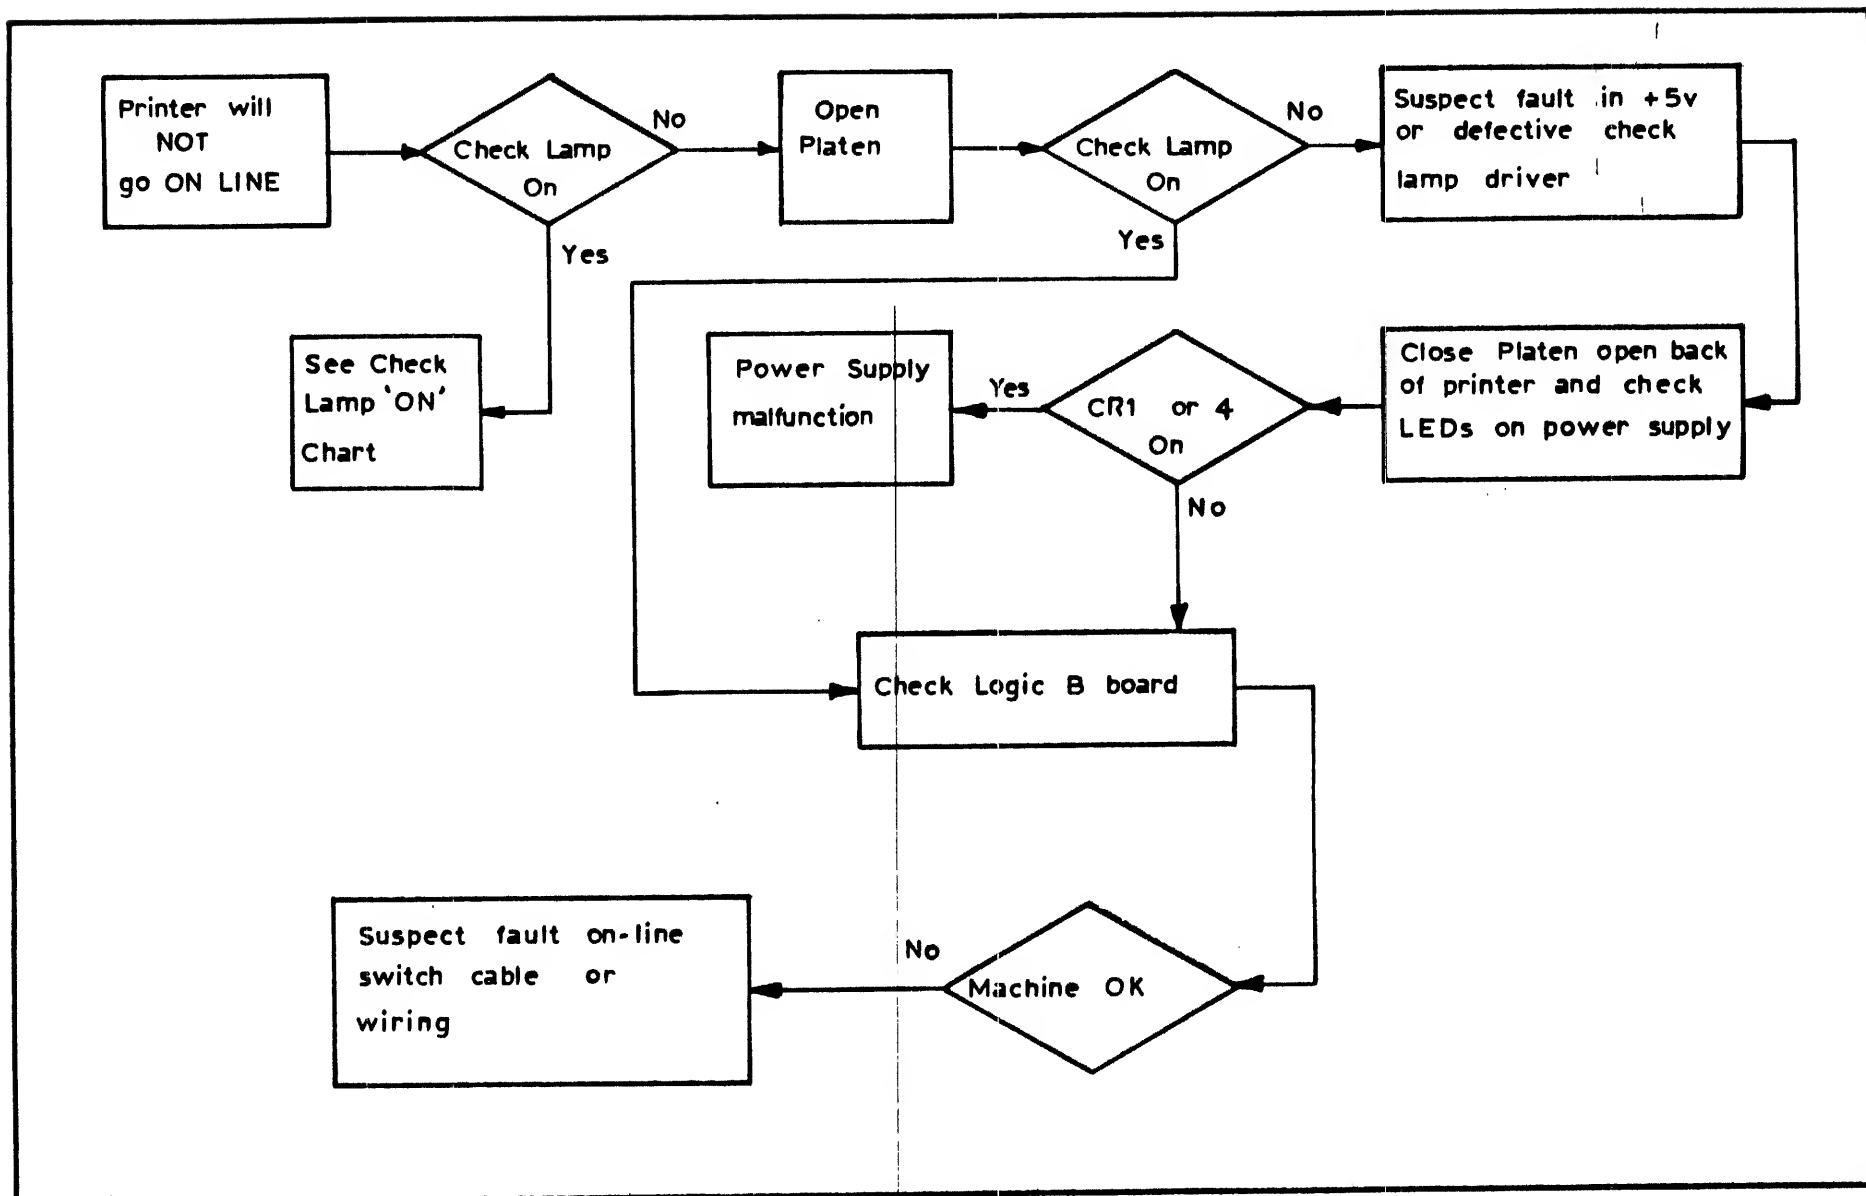 Printer will
NOT
go ON LINE
Check Lamp
On
No
Yes
Open
Platen
Check Lamp
On
No
Yes
Suspect fault in +5v
or defective check
lamp driver
See Check
Lamp 'ON'
Chart
Power Supply
malfunction
Yes
CR1 or 4
On
No
Close Platen open back
of printer and check
LEDs on power supply
Check Logic B board
Suspect fault on-line
switch cable or
wiring
No
Machine OK